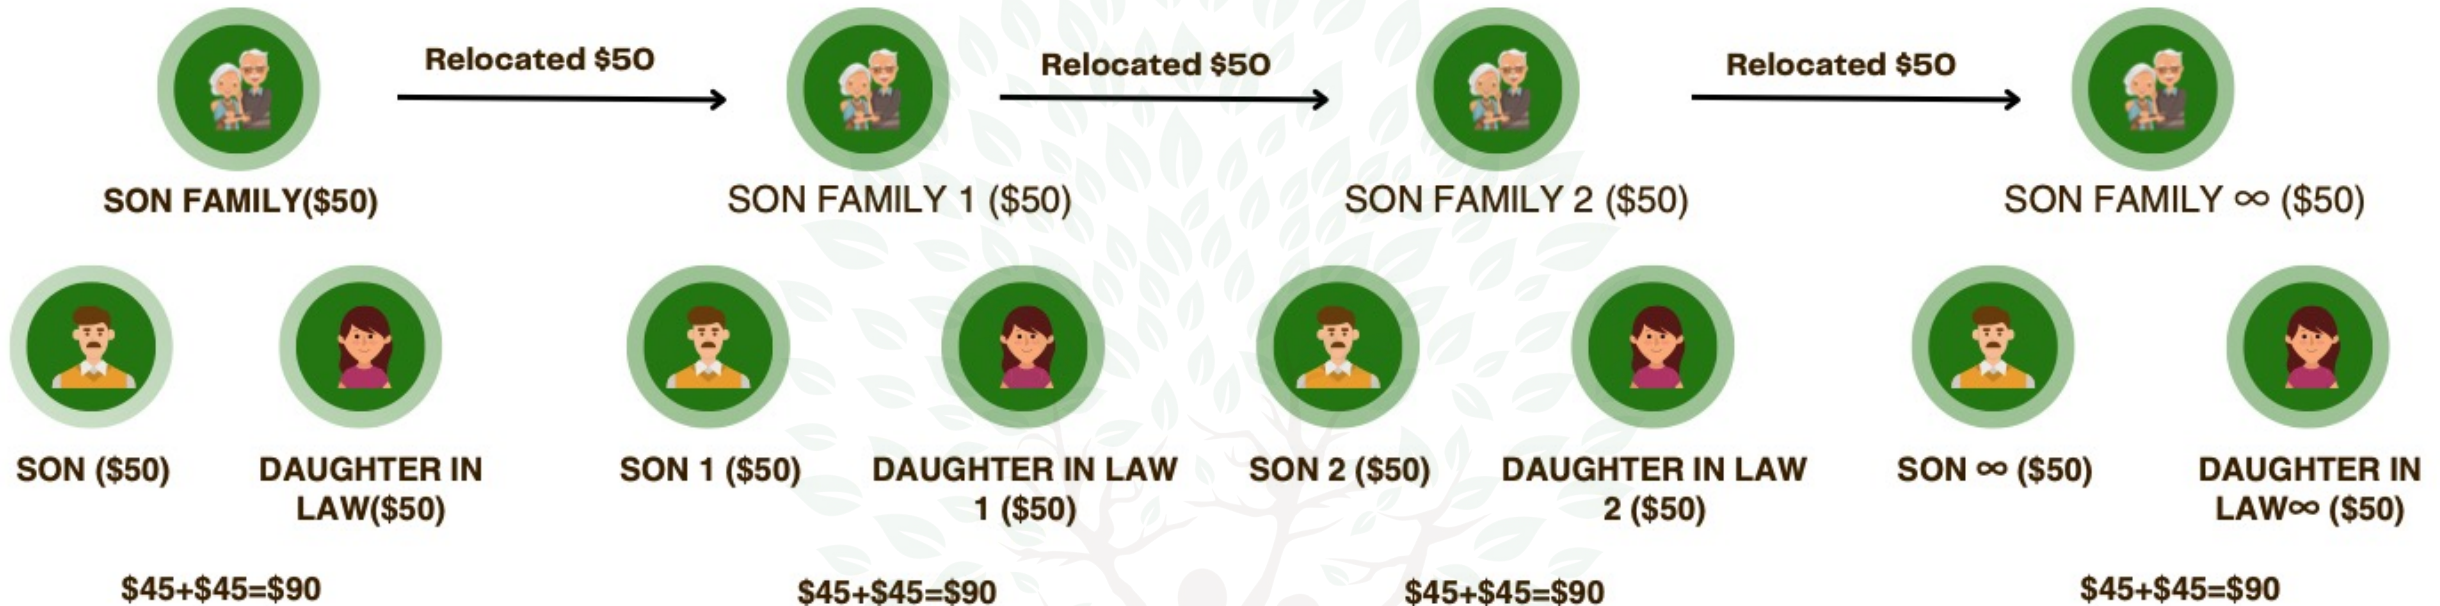 Relocated $50
Relocated $50
Relocated $50
SON FAMILY($50)
SON FAMILY 1 ($50)
SON FAMILY 2 ($50)
SON FAMILY ∞ ($50)
SON ($50)
DAUGHTER IN
LAW($50)
SON 1 ($50)
DAUGHTER IN LAW
1 ($50)
SON 2 ($50)
DAUGHTER IN LAW
2 ($50)
SON ∞ ($50)
DAUGHTER IN
LAW∞ ($50)
$45+$45=$90
$45+$45=$90
$45+$45=$90
$45+$45=$90